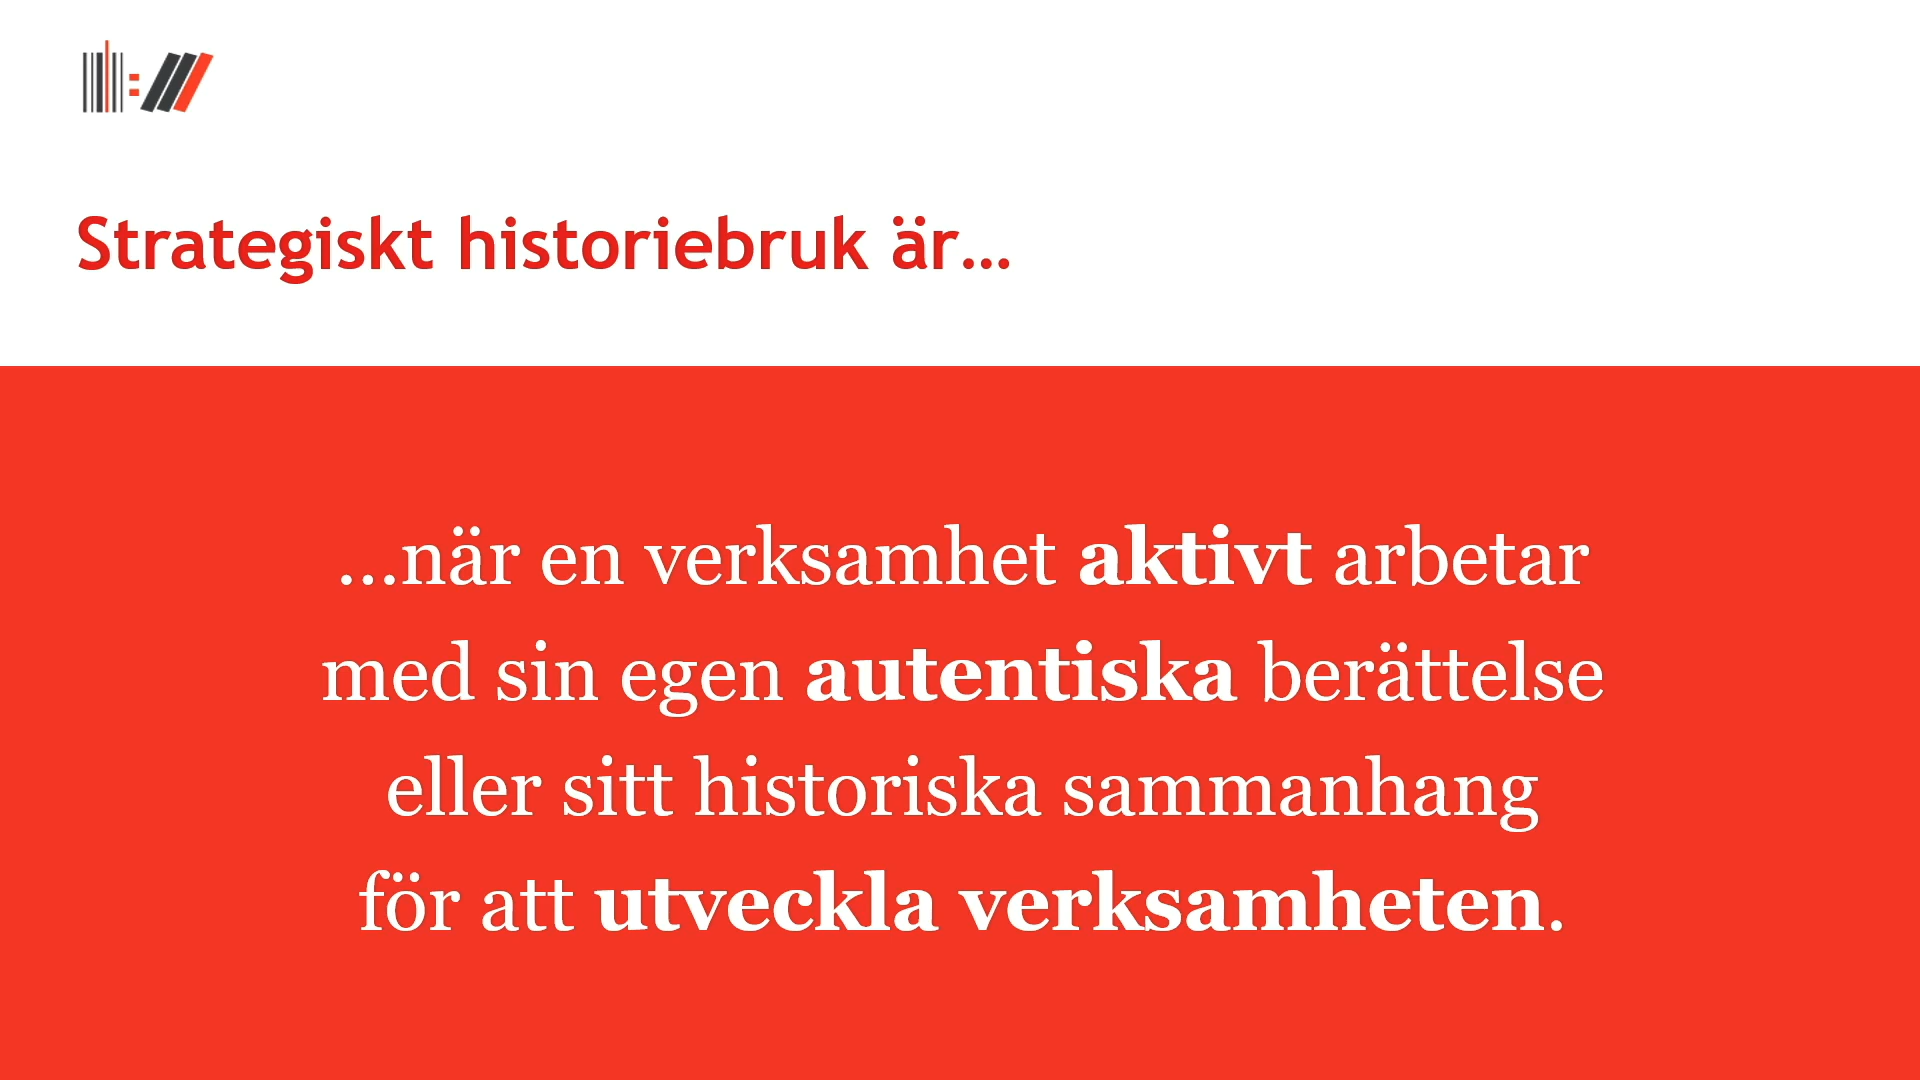 Strategiskt historiebruk är…
…när en verksamhet aktivt arbetar
med sin egen autentiska berättelse
eller sitt historiska sammanhang
för att utveckla verksamheten.